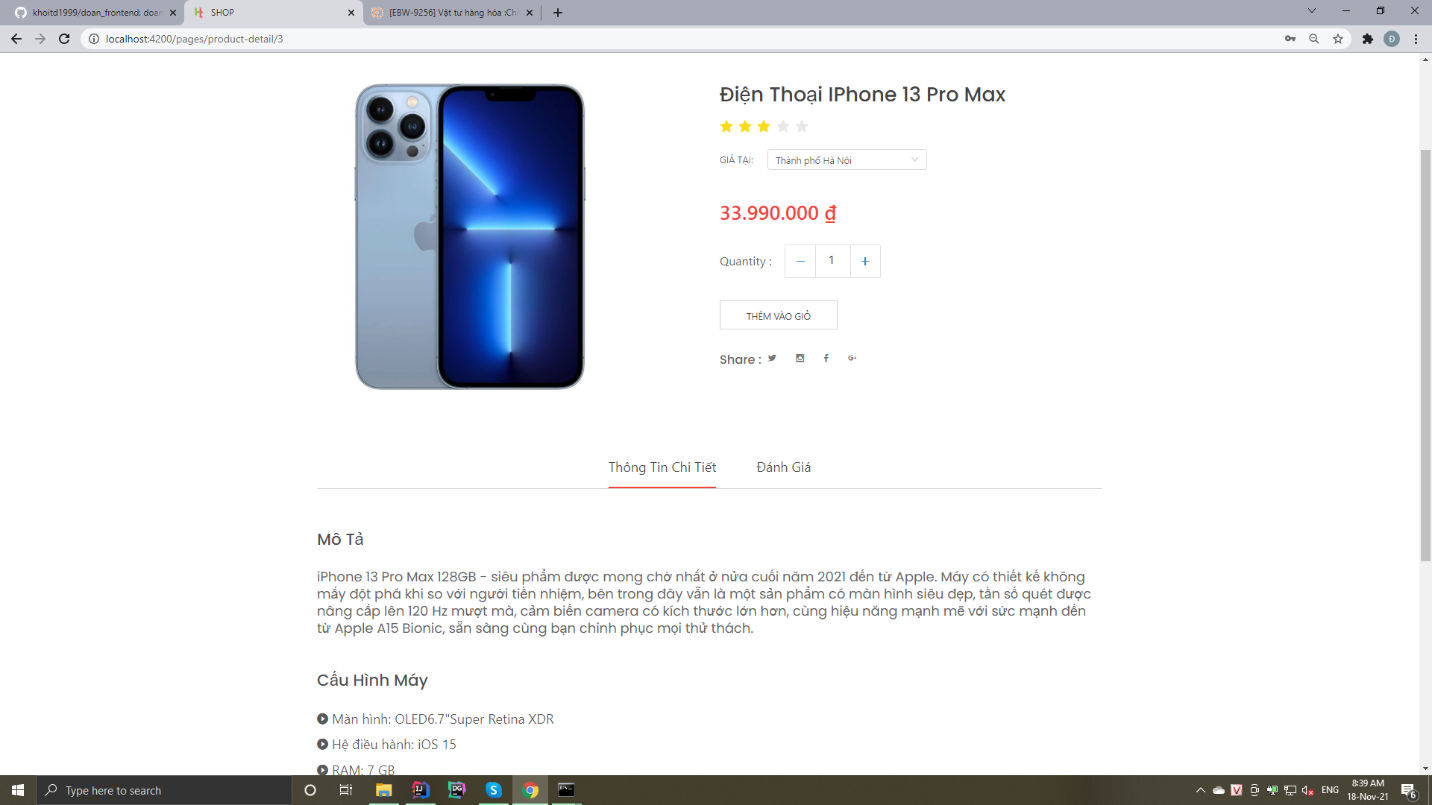 khoitd1999/doan_frontend: doan
SHOP
[EBW-9256] Vật tư hàng hóa :Ch
localhost:4200/pages/product-detail/3
Đ
Điện Thoại IPhone 13 Pro Max
GIÁ TẠI:
Thành phố Hà Nội
33.990.000 ₫
Quantity :
1
THÊM VÀO GIỎ
Share :
Thông Tin Chi Tiết
Đánh Giá
Mô Tả
iPhone 13 Pro Max 128GB - siêu phẩm được mong chờ nhất ở nửa cuối năm 2021 đến từ Apple. Máy có thiết kế không
mấy đột phá khi so với người tiền nhiệm, bên trong đây vẫn là một sản phẩm có màn hình siêu đẹp, tần số quét được
nâng cấp lên 120 Hz mượt mà, cảm biến camera có kích thước lớn hơn, cùng hiệu năng mạnh mẽ với sức mạnh đến
từ Apple A15 Bionic, sẵn sàng cùng bạn chinh phục mọi thử thách.
Cấu Hình Máy
Màn hình: OLED6.7"Super Retina XDR
Hệ điều hành: iOS 15
RAM: 7 GB
Type here to search
ENG
8:39 AM
18-Nov-21
6